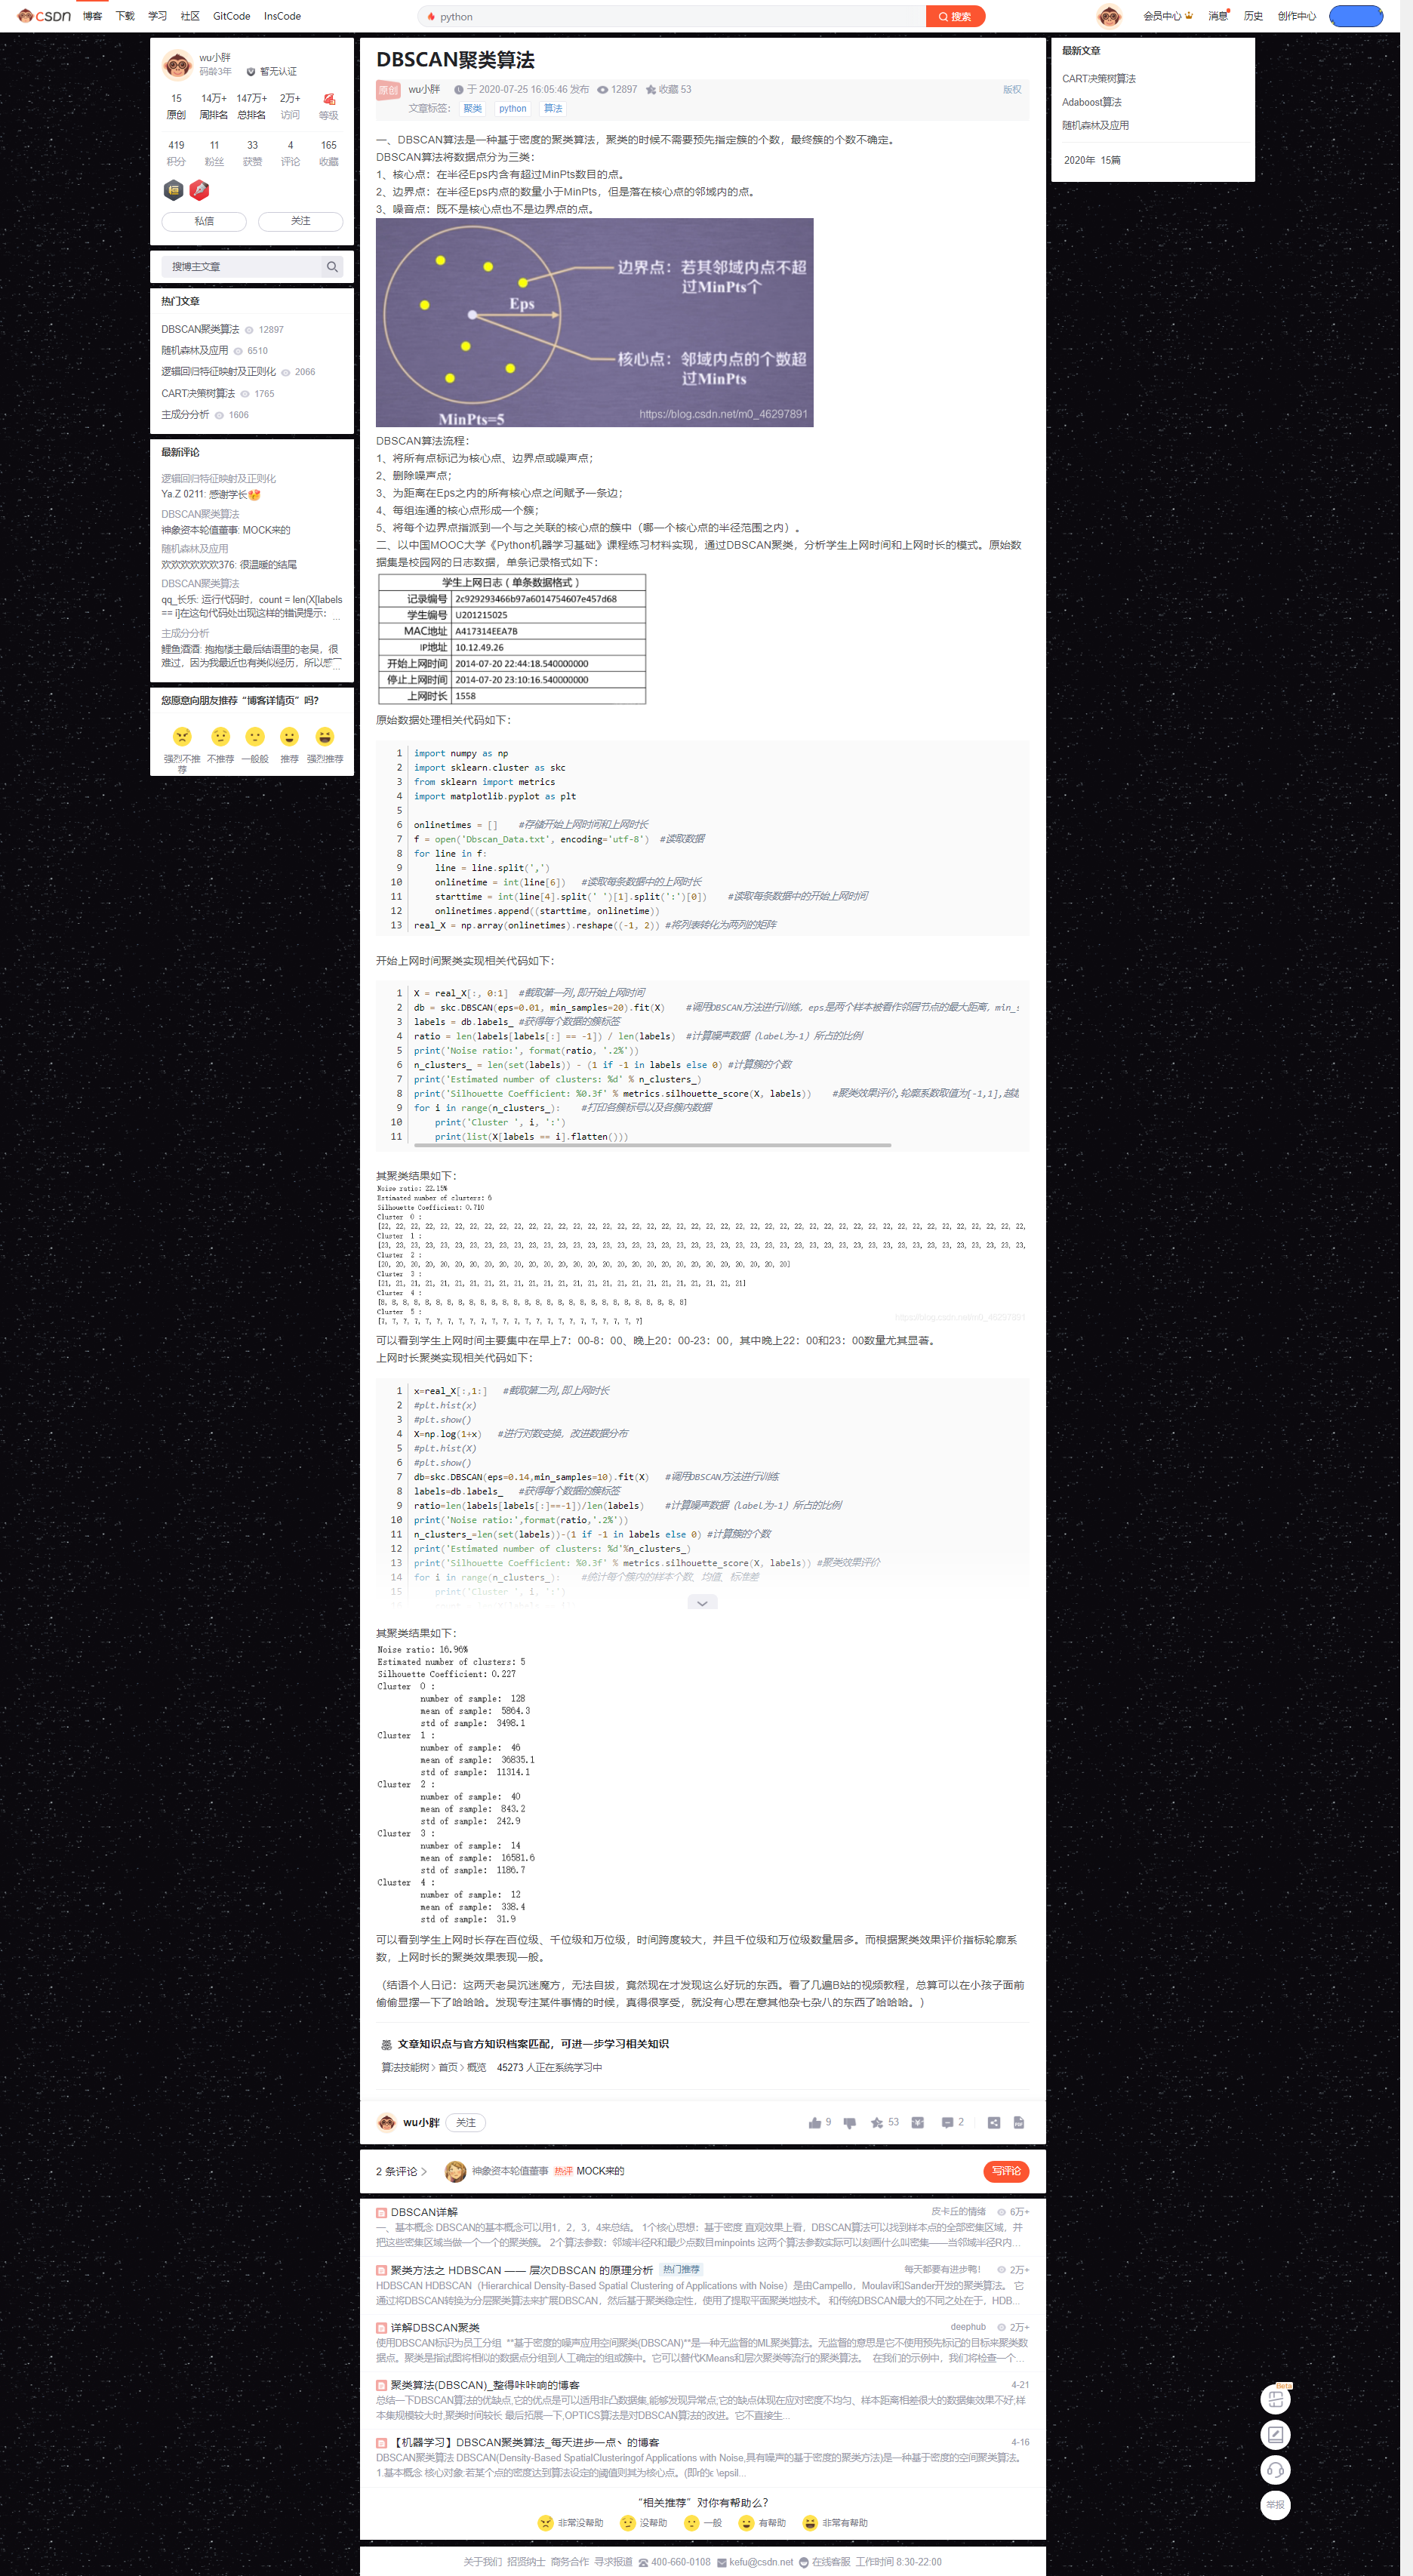 CSDN 博客 下载 学习 社区 GitCode InsCode
python 搜索
会员中心 消息 历史 创作中心
wu小胖
码龄3年 暂无认证
15 14万+ 147万+ 2万+
原创 周排名 总排名 访问 等级
419 11 33 4 165
积分 粉丝 获赞 评论 收藏
私信 关注
搜博主文章
热门文章
DBSCAN聚类算法 12897
随机森林及应用 6510
逻辑回归特征映射及正则化 2066
CART决策树算法 1765
主成分分析 1606
最新评论
逻辑回归特征映射及正则化
Ya.Z 0211: 感谢学长
DBSCAN聚类算法
神象资本轮值董事: MOCK来的
随机森林及应用
欢欢欢欢欢欢376: 很温暖的结尾
DBSCAN聚类算法
qq_长乐: 运行代码时，count = len(X[labels
== i]在这句代码处出现这样的错误提示： ...
主成分分析
鲤鱼酒酒: 抱抱楼主最后结语里的老吴，很
难过，因为我最近也有类似经历，所以感...
您愿意向朋友推荐“博客详情页”吗？
强烈不推荐 不推荐 一般般 推荐 强烈推荐
DBSCAN聚类算法
原创 wu小胖 于 2020-07-25 16:05:46 发布 12897 收藏 53 版权
文章标签： 聚类 python 算法
一、DBSCAN算法是一种基于密度的聚类算法，聚类的时候不需要预先指定簇的个数，最终簇的个数不确定。
DBSCAN算法将数据点分为三类：
1、核心点：在半径Eps内含有超过MinPts数目的点。
2、边界点：在半径Eps内点的数量小于MinPts，但是落在核心点的邻域内的点。
3、噪音点：既不是核心点也不是边界点的点。
边界点：若其邻域内点不超
过MinPts个
Eps
核心点：邻域内点的个数超
过MinPts
MinPts=5
https://blog.csdn.net/m0_46297891
DBSCAN算法流程：
1、将所有点标记为核心点、边界点或噪声点；
2、删除噪声点；
3、为距离在Eps之内的所有核心点之间赋予一条边；
4、每组连通的核心点形成一个簇；
5、将每个边界点指派到一个与之关联的核心点的簇中（哪一个核心点的半径范围之内）。
二、以中国MOOC大学《Python机器学习基础》课程练习材料实现，通过DBSCAN聚类，分析学生上网时间和上网时长的模式。原始
数据集是校园网的日志数据，单条记录格式如下：
学生上网日志（单条数据格式）
记录编号 2c929293466b97a6014754607e457d68
学生编号 U201215025
MAC地址 A417314EEA7B
IP地址 10.12.49.26
开始上网时间 2014-07-20 22:44:18.540000000
停止上网时间 2014-07-20 23:10:16.540000000
上网时长 1558
原始数据处理相关代码如下：
1 import numpy as np
2 import sklearn.cluster as skc
3 from sklearn import metrics
4 import matplotlib.pyplot as plt
5
6 onlinetimes = [] #存储开始上网时间和上网时长
7 f = open('Dbscan_Data.txt', encoding='utf-8') #读取数据
8 for line in f:
9 line = line.split(',')
10 onlinetime = int(line[6]) #读取每条数据中的上网时长
11 starttime = int(line[4].split(' ')[1].split(':')[0]) #读取每条数据中的开始上网时间
12 onlinetimes.append((starttime, onlinetime))
13 real_X = np.array(onlinetimes).reshape((-1, 2)) #将列表转化为两列的矩阵
开始上网时间聚类实现相关代码如下：
1 X = real_X[:, 0:1] #截取第一列,即开始上网时间
2 db = skc.DBSCAN(eps=0.01, min_samples=20).fit(X) #调用DBSCAN方法进行训练, eps是两个样本被看作邻居节点的最大距离, min_s
3 labels = db.labels_ #获得每个数据的簇标签
4 ratio = len(labels[labels[:] == -1]) / len(labels) #计算噪声数据（label为-1）所占的比例
5 print('Noise ratio:', format(ratio, '.2%'))
6 n_clusters_ = len(set(labels)) - (1 if -1 in labels else 0) #计算簇的个数
7 print('Estimated number of clusters: %d' % n_clusters_)
8 print('Silhouette Coefficient: %0.3f' % metrics.silhouette_score(X, labels)) #聚类效果评价,轮廓系数取值为[-1,1],越趋
9 for i in range(n_clusters_): #打印各簇标号以及各簇内数据
10 print('Cluster ', i, ':')
11 print(list(X[labels == i].flatten()))
其聚类结果如下：
Noise ratio: 22.15%
Estimated number of clusters: 6
Silhouette Coefficient: 0.710
Cluster 0 :
[22, 22, 22, 22, 22, 22, 22, 22, 22, 22, 22, 22, 22, 22, 22, 22, 22, 22, 22, 22, 22, 22, 22, 22, 22, 22, 22, 22, 22, 22, 22, 22, 22, 22, 22, 22, 22, 22, 22, 22, 22, 22, 22, 22,
Cluster 1 :
[23, 23, 23, 23, 23, 23, 23, 23, 23, 23, 23, 23, 23, 23, 23, 23, 23, 23, 23, 23, 23, 23, 23, 23, 23, 23, 23, 23, 23, 23, 23, 23, 23, 23, 23, 23, 23, 23, 23, 23, 23, 23, 23, 23,
Cluster 2 :
[20, 20, 20, 20, 20, 20, 20, 20, 20, 20, 20, 20, 20, 20, 20, 20, 20, 20, 20, 20, 20, 20, 20, 20, 20, 20, 20, 20]
Cluster 3 :
[21, 21, 21, 21, 21, 21, 21, 21, 21, 21, 21, 21, 21, 21, 21, 21, 21, 21, 21, 21, 21, 21, 21, 21, 21]
Cluster 4 :
[8, 8, 8, 8, 8, 8, 8, 8, 8, 8, 8, 8, 8, 8, 8, 8, 8, 8, 8, 8, 8, 8, 8, 8, 8, 8, 8, 8]
Cluster 5 :
[7, 7, 7, 7, 7, 7, 7, 7, 7, 7, 7, 7, 7, 7, 7, 7, 7, 7, 7, 7, 7, 7, 7, 7]
https://blog.csdn.net/m0_46297891
可以看到学生上网时间主要集中在早上7：00-8：00、晚上20：00-23：00，其中晚上22：00和23：00数量尤其显著。
上网时长聚类实现相关代码如下：
1 x=real_X[:,1:] #截取第二列,即上网时长
2 #plt.hist(x)
3 #plt.show()
4 X=np.log(1+x) #进行对数变换, 改进数据分布
5 #plt.hist(X)
6 #plt.show()
7 db=skc.DBSCAN(eps=0.14,min_samples=10).fit(X) #调用DBSCAN方法进行训练
8 labels=db.labels_ #获得每个数据的簇标签
9 ratio=len(labels[labels[:]==-1])/len(labels) #计算噪声数据（label为-1）所占的比例
10 print('Noise ratio:',format(ratio,'.2%'))
11 n_clusters_=len(set(labels))-(1 if -1 in labels else 0) #计算簇的个数
12 print('Estimated number of clusters: %d'%n_clusters_)
13 print('Silhouette Coefficient: %0.3f' % metrics.silhouette_score(X, labels)) #聚类效果评价
14 for i in range(n_clusters_): #统计每个簇内的样本个数、均值、标准差
15 print('Cluster ', i, ':')
其聚类结果如下：
Noise ratio: 16.96%
Estimated number of clusters: 5
Silhouette Coefficient: 0.227
Cluster 0 :
number of sample: 128
mean of sample: 5864.3
std of sample: 3498.1
Cluster 1 :
number of sample: 46
mean of sample: 36835.1
std of sample: 11314.1
Cluster 2 :
number of sample: 40
mean of sample: 843.2
std of sample: 242.9
Cluster 3 :
number of sample: 14
mean of sample: 16581.6
std of sample: 1186.7
Cluster 4 :
number of sample: 12
mean of sample: 338.4
std of sample: 31.9
可以看到学生上网时长存在百位级、千位级和万位级，时间跨度较大，并且千位级和万位级数量居多。而根据聚类效果评价指标轮廓系
数，上网时长的聚类效果表现一般。
（结语个人日记：这两天老吴沉迷魔方，无法自拔，竟然现在才发现这么好玩的东西。看了几遍B站的视频教程，总算可以在小孩子面前
偷偷显摆一下了哈哈哈。发现专注某件事情的时候，真得很享受，就没有心思在意其他杂七杂八的东西了哈哈哈。）
文章知识点与官方知识档案匹配，可进一步学习相关知识
算法技能树 首页 概览 45273 人正在系统学习中
wu小胖 关注 9 53 2
2 条评论 神象资本轮值董事 热评 MOCK来的 写评论
DBSCAN详解 皮卡丘的情绪 6万+
一、基本概念 DBSCAN的基本概念可以用1，2，3，4来总结。 1个核心思想：基于密度 直观效果上看，DBSCAN算法可以找到样本点的全部密集区域，并
把这些密集区域当做一个一个的聚类簇。 2个算法参数：邻域半径R和最少点数目minpoints 这两个算法参数实际可以刻画什么叫密集——当邻域半径R内...
聚类方法之 HDBSCAN —— 层次DBSCAN 的原理分析 热门推荐 每天都要有进步鸭！ 2万+
HDBSCAN HDBSCAN（Hierarchical Density-Based Spatial Clustering of Applications with Noise）是由Campello，Moulavi和Sander开发的聚类算法。 它
通过将DBSCAN转换为分层聚类算法来扩展DBSCAN，然后基于聚类稳定性，使用了提取平面聚类地技术。 和传统DBSCAN最大的不同之处在于，HDB...
详解DBSCAN聚类 deephub 2万+
使用DBSCAN标识为员工分组 **基于密度的噪声应用空间聚类(DBSCAN)**是一种无监督的ML聚类算法。无监督的意思是它不使用预先标记的目标来聚类数
据点。聚类是指试图将相似的数据点分组到人工确定的组或簇中。它可以替代KMeans和层次聚类等流行的聚类算法。 在我们的示例中，我们将检查一个...
聚类算法(DBSCAN)_整得咔咔响的博客 4-21
总结一下DBSCAN算法的优缺点,它的优点是可以适用非凸数据集,能够发现异常点;它的缺点体现在应对密度不均匀、样本距离相差很大的数据集效果不好;样
本集规模较大时,聚类时间较长 最后拓展一下,OPTICS算法是对DBSCAN算法的改进。它不直接生...
【机器学习】DBSCAN聚类算法_每天进步一点丶的博客 4-16
DBSCAN聚类算法 DBSCAN(Density-Based SpatialClusteringof Applications with Noise,具有噪声的基于密度的聚类方法)是一种基于密度的空间聚类算法。
1.基本概念 核心对象:若某个点的密度达到算法设定的阈值则其为核心点。(即r的ε \epsil...
“相关推荐”对你有帮助么？
非常没帮助 没帮助 一般 有帮助 非常有帮助
关于我们 招贤纳士 商务合作 寻求报道 400-660-0108 kefu@csdn.net 在线客服 工作时间 8:30-22:00
最新文章
CART决策树算法
Adaboost算法
随机森林及应用
2020年 15篇
Beta
举报